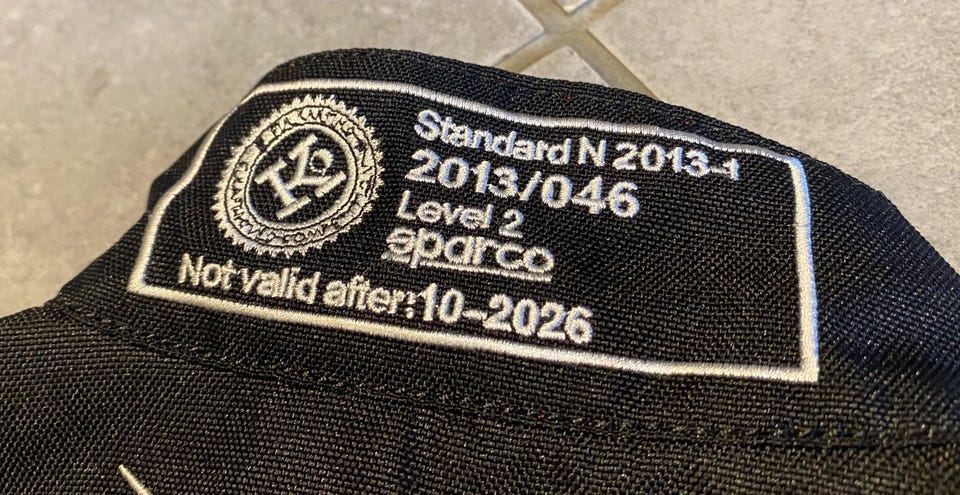 Standard N 2013-1
2013/046
Level 2
sparco
Not valid after:10-2026